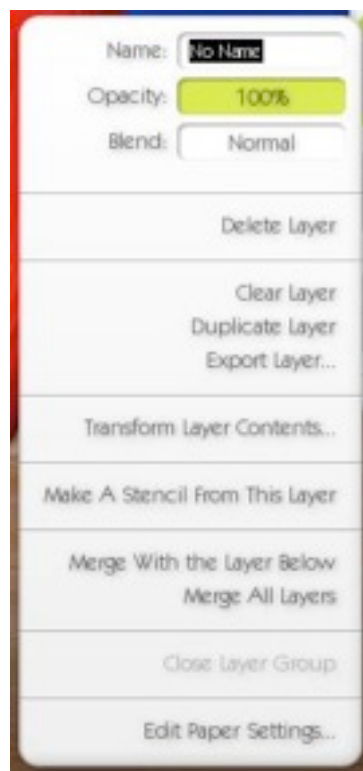 Name: No Name
Opacity: 100%
Blend: Normal
Delete Layer
Clear Layer
Duplicate Layer
Export Layer...
Transform Layer Contents...
Make A Stencil From This Layer
Merge With the Layer Below
Merge All Layers
Close Layer Group
Edit Paper Settings...